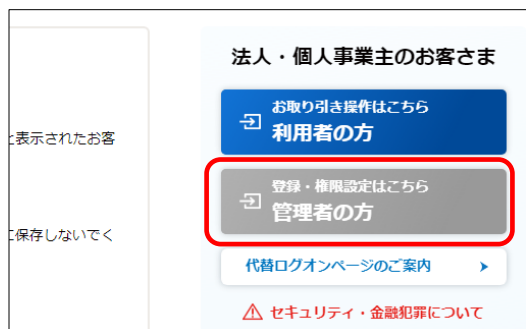 法人・個人事業主のお客さま
お取り引き操作はこちら
利用者の方
と表示されたお客
登録・権限設定はこちら
管理者の方
に保存しないでく
代替ログオンページのご案内
セキュリティ・金融犯罪について